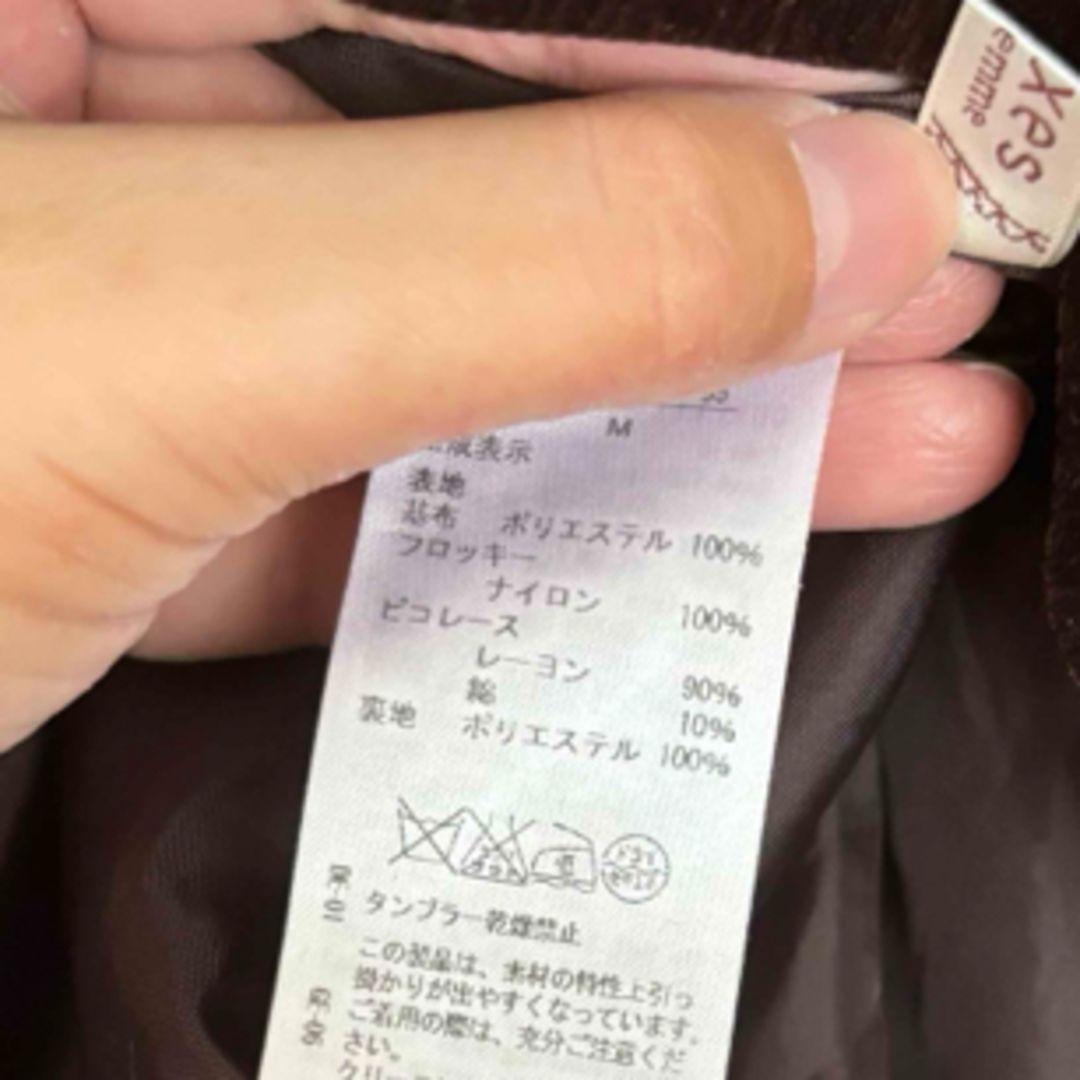 xes
emme
M
表示
表地
基布 ポリエステル 100%
フロッキー
ナイロン 100%
ピコレース
レーヨン 90%
綿 10%
裏地 ポリエステル 100%
タンブラー乾燥禁止
この製品は、素材の特性上引っ
掛かりが出やすくなっています。
ご着用の際は、充分ご注意くだ
さい。